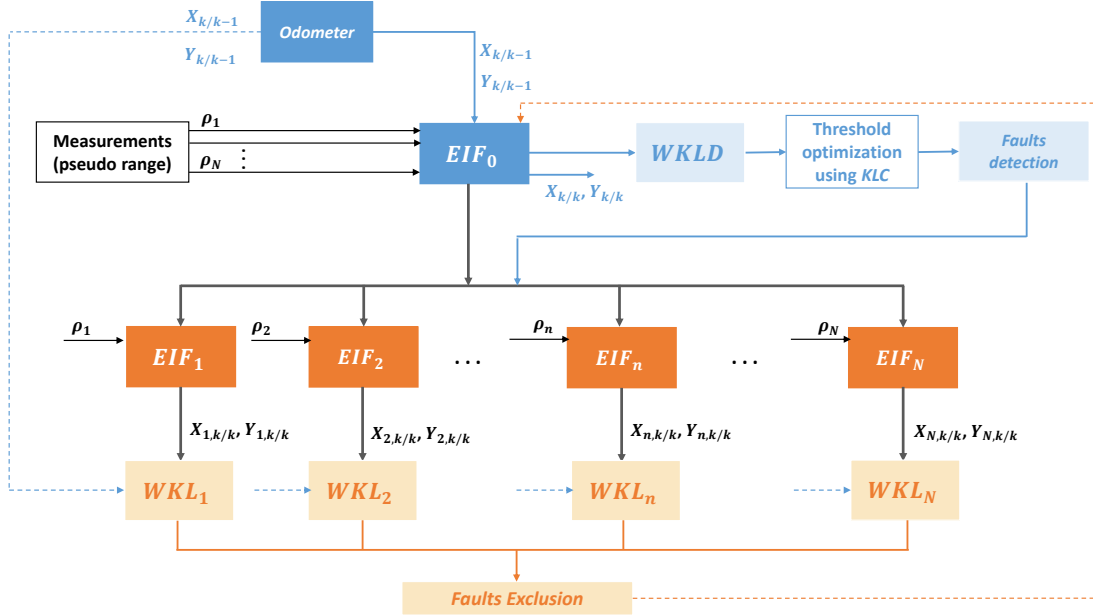 X_{k/k−1}
Odometer
Y_{k/k−1}
X_{k/k−1}
Y_{k/k−1}
ρ_1
Measurements
(pseudo range)
ρ_N ⋮
EIF_0
WKLD
Threshold
optimization
using KLC
Faults
detection
X_{k/k}, Y_{k/k}
ρ_1
EIF_1
ρ_2
EIF_2
...
ρ_n
EIF_n
...
ρ_N
EIF_N
X_{1,k/k}, Y_{1,k/k}
X_{2,k/k}, Y_{2,k/k}
X_{n,k/k}, Y_{n,k/k}
X_{N,k/k}, Y_{N,k/k}
WKL_1
WKL_2
WKL_n
WKL_N
Faults Exclusion